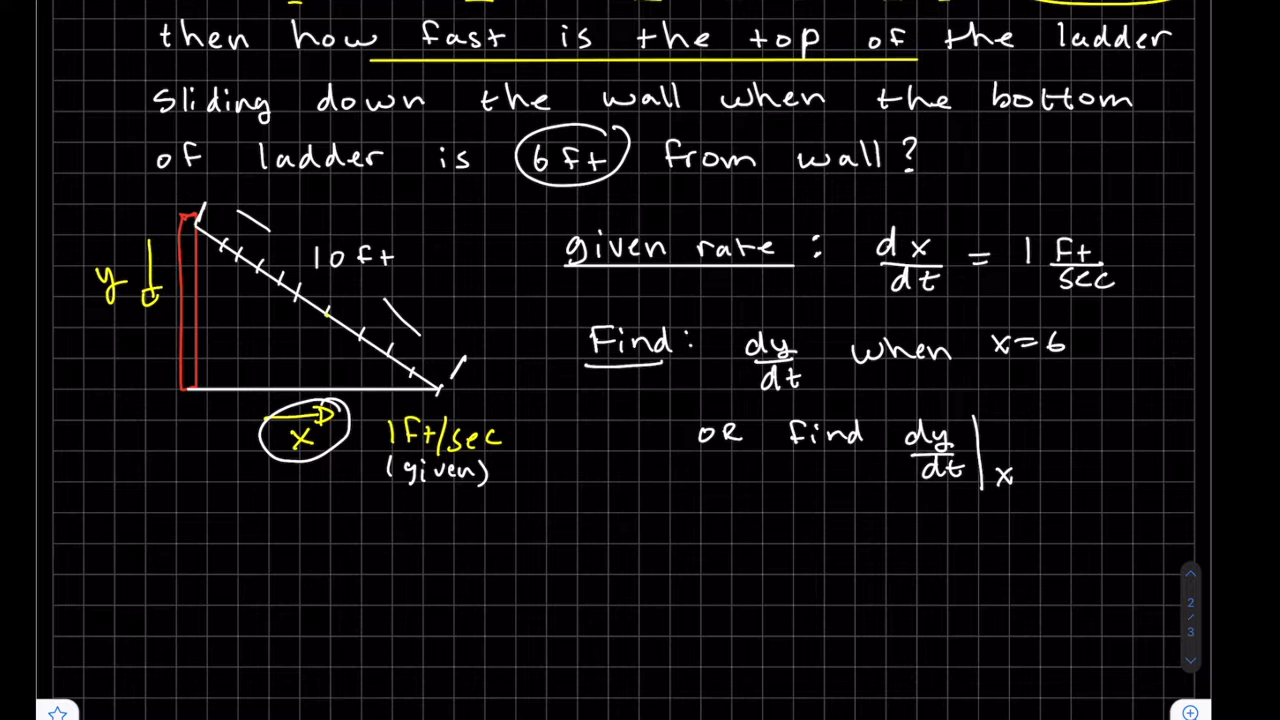 then how fast is the top of the ladder
sliding down the wall when the bottom
of ladder is 6 ft from wall?
10 ft
y
x
1 ft/sec
(given)
given rate : dx/dt = 1 ft/sec
Find : dy/dt when x=6
OR find dy/dt | x
2
/
3